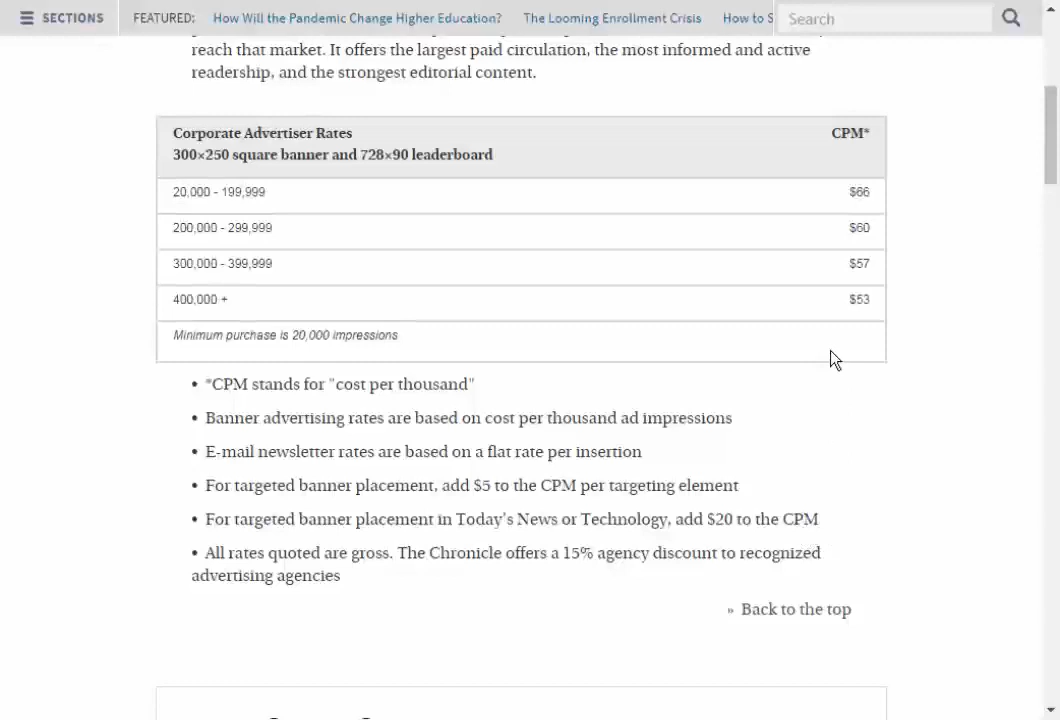 SECTIONS FEATURED: How Will the Pandemic Change Higher Education? The Looming Enrollment Crisis How to S Search
reach that market. It offers the largest paid circulation, the most informed and active
readership, and the strongest editorial content.
Corporate Advertiser Rates CPM*
300×250 square banner and 728×90 leaderboard
20,000 - 199,999 $66
200,000 - 299,999 $60
300,000 - 399,999 $57
400,000 + $53
Minimum purchase is 20,000 impressions
• *CPM stands for "cost per thousand"
• Banner advertising rates are based on cost per thousand ad impressions
• E-mail newsletter rates are based on a flat rate per insertion
• For targeted banner placement, add $5 to the CPM per targeting element
• For targeted banner placement in Today's News or Technology, add $20 to the CPM
• All rates quoted are gross. The Chronicle offers a 15% agency discount to recognized
advertising agencies
» Back to the top